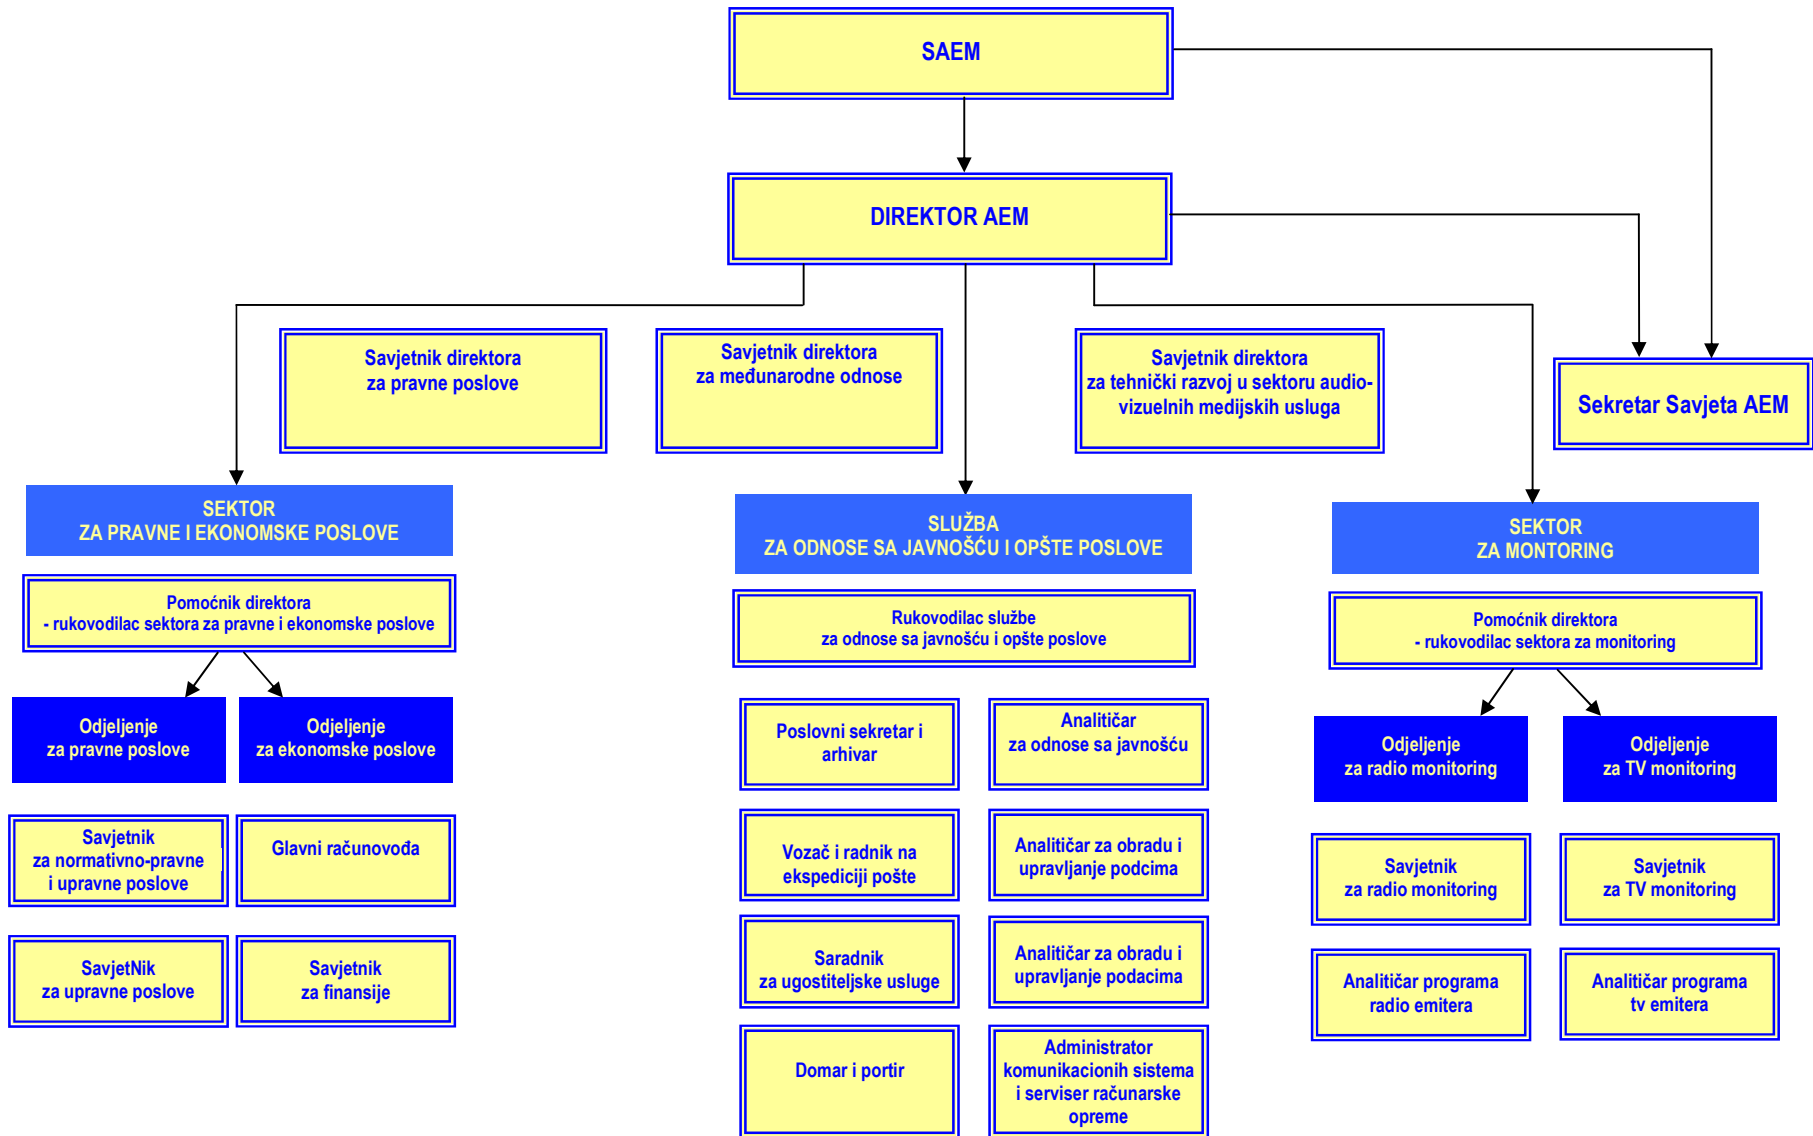 SAEM
DIREKTOR AEM
Savjetnik direktora
za pravne poslove
Savjetnik direktora
za međunarodne odnose
Savjetnik direktora
za tehnički razvoj u sektoru audio-
vizuelnih medijskih usluga
Sekretar Savjeta AEM
SEKTOR
ZA PRAVNE I EKONOMSKE POSLOVE
Pomoćnik direktora
- rukovodilac sektora za pravne i ekonomske poslove
Odjeljenje
za pravne poslove
Odjeljenje
za ekonomske poslove
Savjetnik
za normativno-pravne
i upravne poslove
Glavni računovođa
SavjetNik
za upravne poslove
Savjetnik
za finansije
SLUŽBA
ZA ODNOSE SA JAVNOŠĆU I OPŠTE POSLOVE
Rukovodilac službe
za odnose sa javnošću i opšte poslove
Poslovni sekretar i
arhivar
Analitičar
za odnose sa javnošću
Vozač i radnik na
ekspediciji pošte
Analitičar za obradu i
upravljanje podcima
Saradnik
za ugostiteljske usluge
Analitičar za obradu i
upravljanje podacima
Domar i portir
Administrator
komunikacionih sistema
i serviser računarske
opreme
SEKTOR
ZA MONTORING
Pomoćnik direktora
- rukovodilac sektora za monitoring
Odjeljenje
za radio monitoring
Odjeljenje
za TV monitoring
Savjetnik
za radio monitoring
Savjetnik
za TV monitoring
Analitičar programa
radio emitera
Analitičar programa
tv emitera